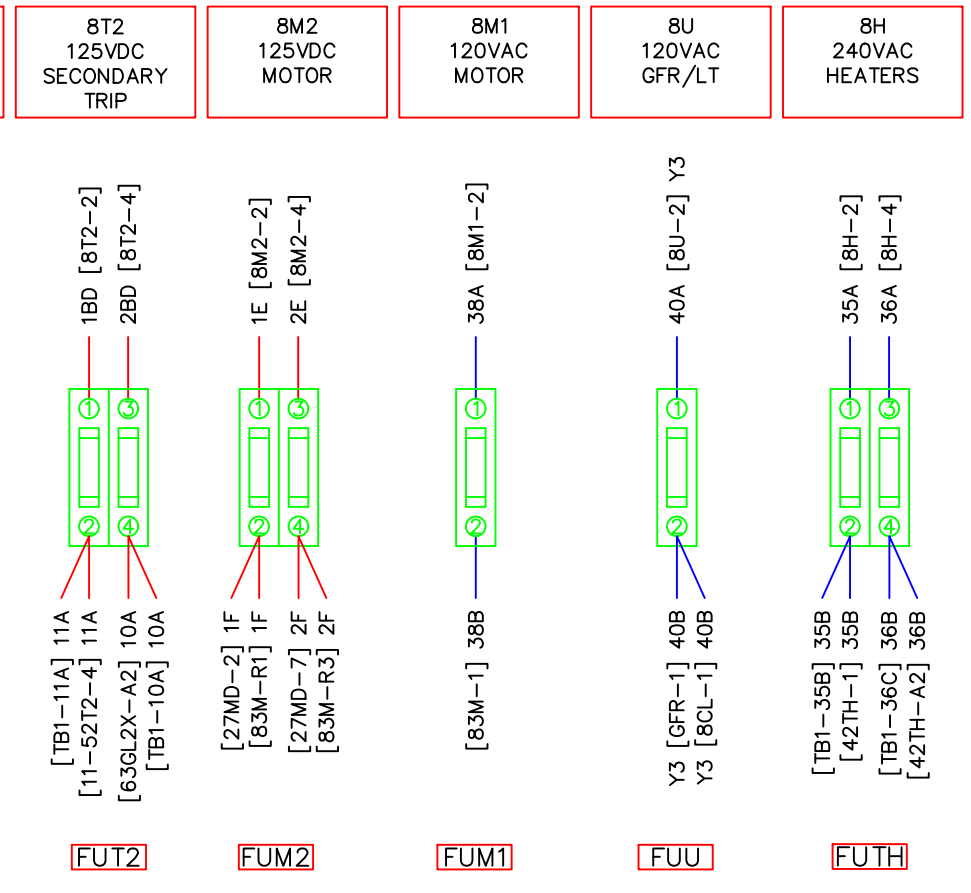 8T2
125VDC
SECONDARY
TRIP
8M2
125VDC
MOTOR
8M1
120VAC
MOTOR
8U
120VAC
GFR/LT
8H
240VAC
HEATERS
1BD [8T2-2]
2BD [8T2-4]
1E [8M2-2]
2E [8M2-4]
38A [8M1-2]
40A [8U-2] Y3
35A [8H-2]
36A [8H-4]
1 3
1 3
1
1
1 3
2 4
2 4
2
2
2 4
[TB1-11A] 11A
[11-52T2-4] 11A
[63GL2X-A2] 10A
[TB1-10A] 10A
[27MD-2] 1F
[83M-R1] 1F
[27MD-7] 2F
[83M-R3] 2F
[83M-1] 38B
Y3 [GFR-1] 40B
Y3 [8CL-1] 40B
[TB1-35B] 35B
[42TH-1] 35B
[TB1-36C] 36B
[42TH-A2] 36B
FUT2
FUM2
FUM1
FUU
FUTH